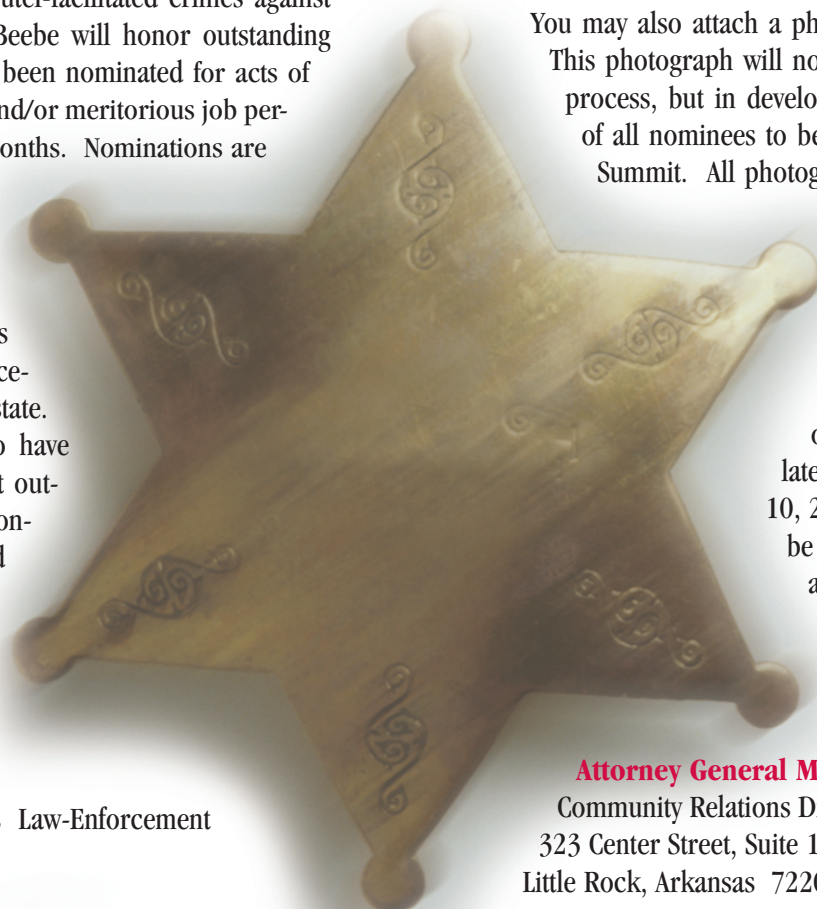 uter-facilitated crimes against
Beebe will honor outstanding
been nominated for acts of
nd/or meritorious job per-
onths. Nominations are
s
ce-
state.
o have
t out-
on-
d
Law-Enforcement
You may also attach a ph
This photograph will no
process, but in develo
of all nominees to be
Summit. All photog
late
10, 2
be
a
Attorney General M
Community Relations D
323 Center Street, Suite 1
Little Rock, Arkansas 722